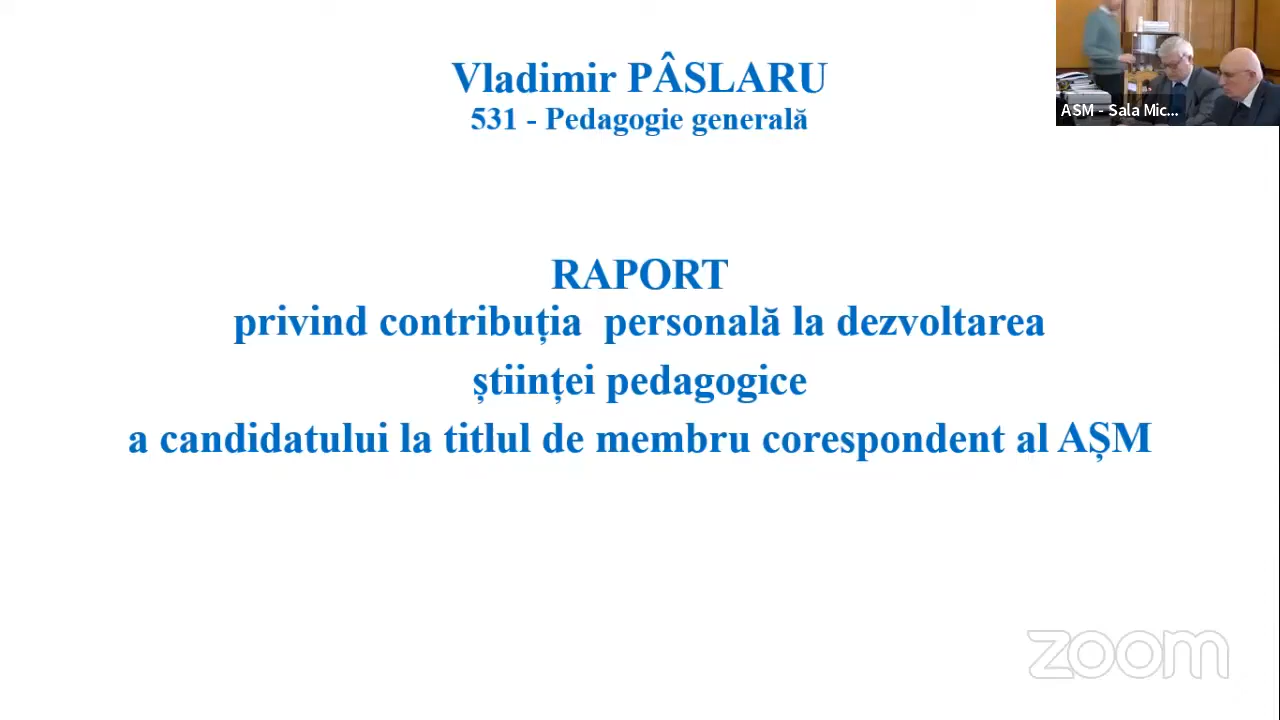 Vladimir PÂSLARU
531 - Pedagogie generală
ASM - Sala Mic...
RAPORT
privind contribuția personală la dezvoltarea
științei pedagogice
a candidatului la titlul de membru corespondent al AȘM
zoom